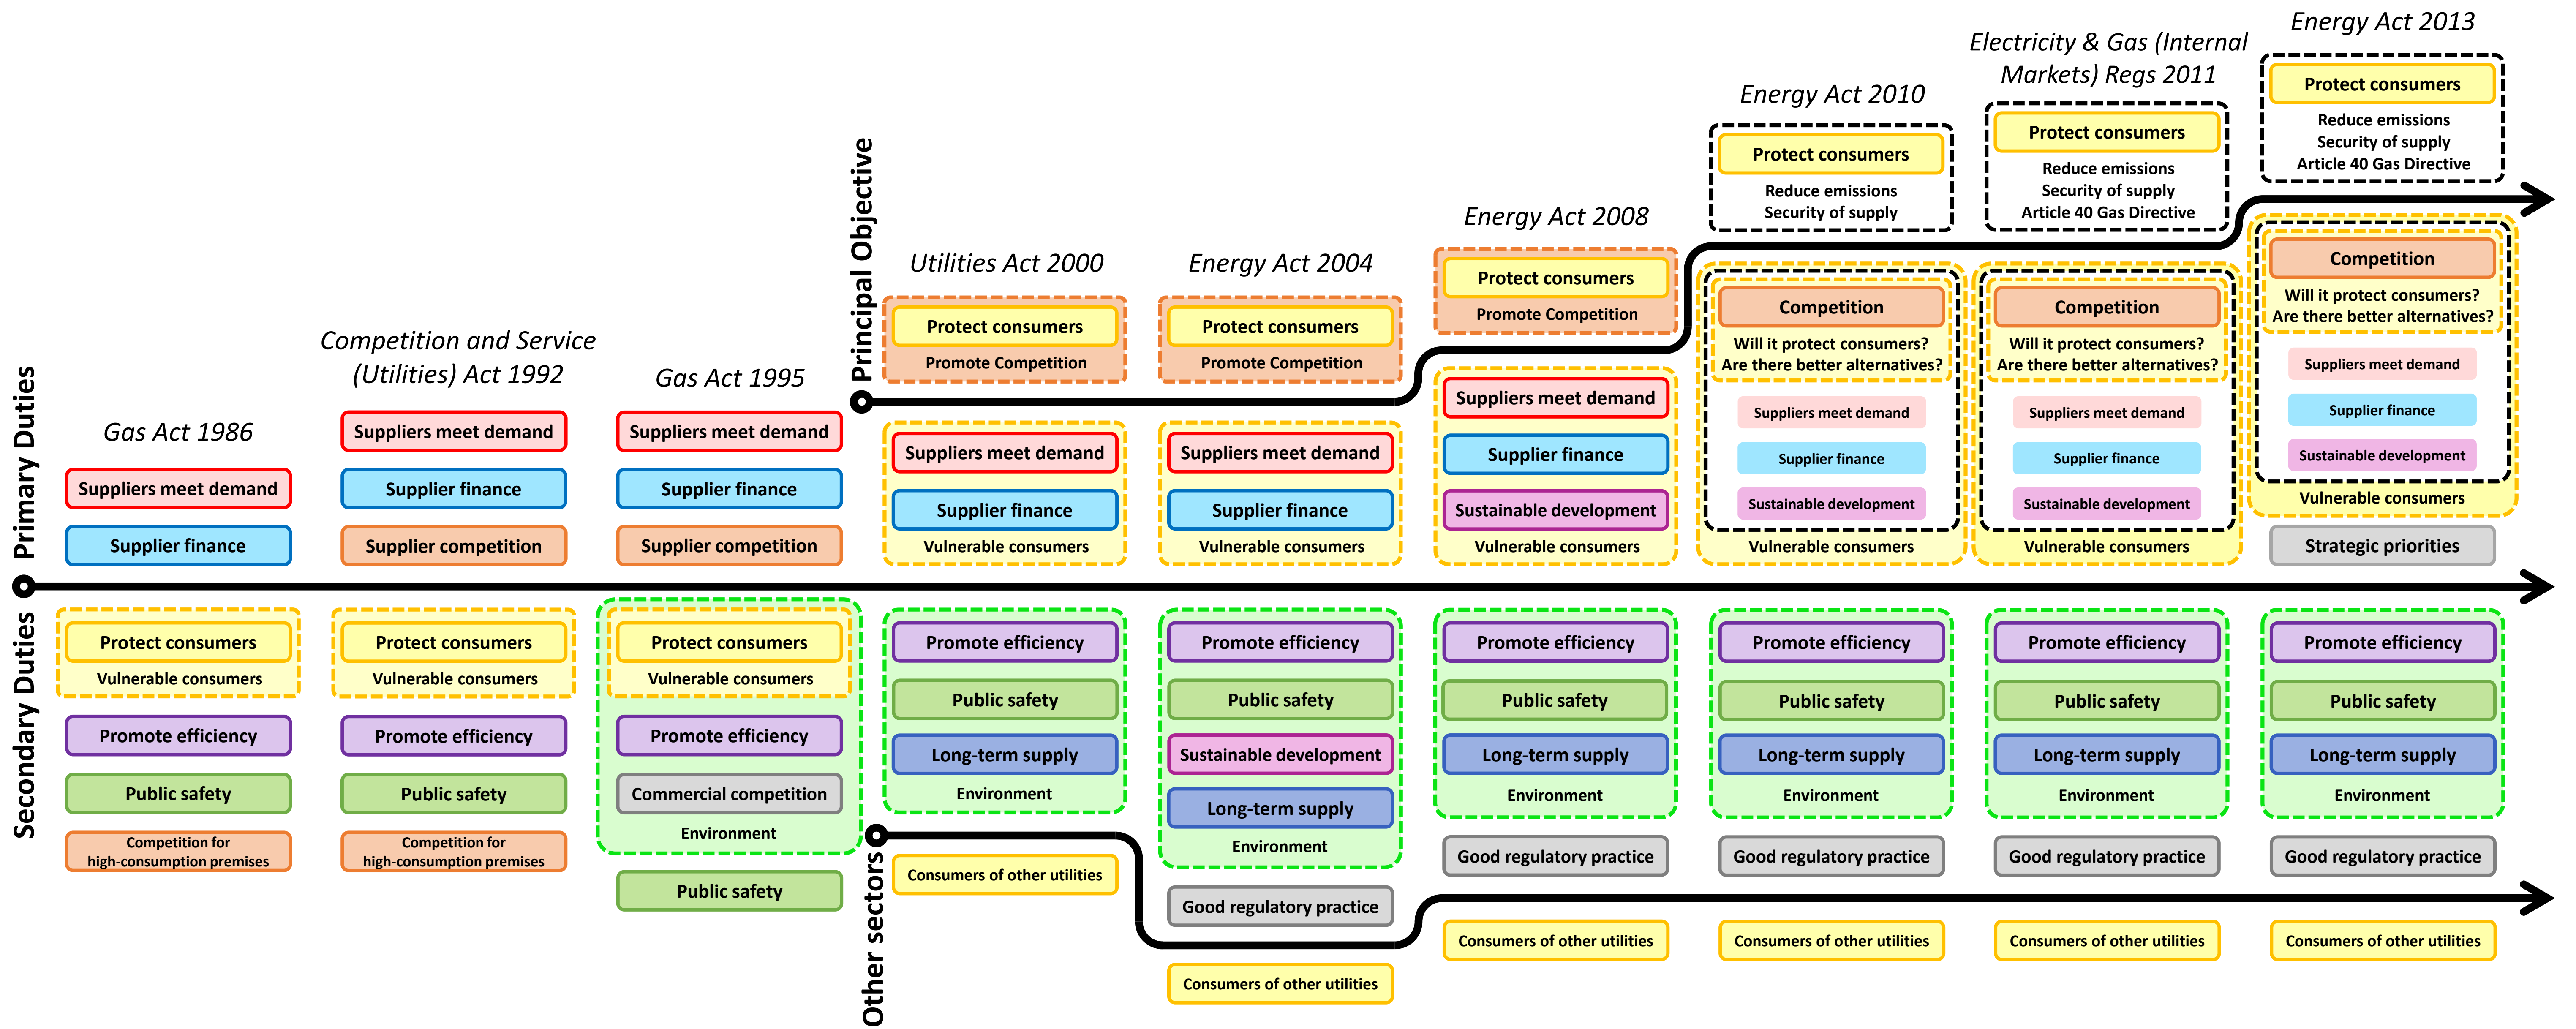 Primary Duties
Secondary Duties
Principal Objective
Other sectors
Gas Act 1986
Suppliers meet demand
Supplier finance
Protect consumers
Vulnerable consumers
Promote efficiency
Public safety
Competition for
high-consumption premises
Competition and Service
(Utilities) Act 1992
Suppliers meet demand
Supplier finance
Supplier competition
Protect consumers
Vulnerable consumers
Promote efficiency
Public safety
Competition for
high-consumption premises
Gas Act 1995
Suppliers meet demand
Supplier finance
Supplier competition
Protect consumers
Vulnerable consumers
Promote efficiency
Commercial competition
Environment
Public safety
Utilities Act 2000
Protect consumers
Promote Competition
Suppliers meet demand
Supplier finance
Vulnerable consumers
Promote efficiency
Public safety
Long-term supply
Environment
Consumers of other utilities
Energy Act 2004
Protect consumers
Promote Competition
Suppliers meet demand
Supplier finance
Vulnerable consumers
Promote efficiency
Public safety
Sustainable development
Long-term supply
Environment
Good regulatory practice
Consumers of other utilities
Energy Act 2008
Protect consumers
Promote Competition
Suppliers meet demand
Supplier finance
Sustainable development
Vulnerable consumers
Promote efficiency
Public safety
Long-term supply
Environment
Good regulatory practice
Consumers of other utilities
Energy Act 2010
Protect consumers
Reduce emissions
Security of supply
Competition
Will it protect consumers?
Are there better alternatives?
Suppliers meet demand
Supplier finance
Sustainable development
Vulnerable consumers
Promote efficiency
Public safety
Long-term supply
Environment
Good regulatory practice
Consumers of other utilities
Electricity & Gas (Internal
Markets) Regs 2011
Protect consumers
Reduce emissions
Security of supply
Article 40 Gas Directive
Competition
Will it protect consumers?
Are there better alternatives?
Suppliers meet demand
Supplier finance
Sustainable development
Vulnerable consumers
Promote efficiency
Public safety
Long-term supply
Environment
Good regulatory practice
Consumers of other utilities
Energy Act 2013
Protect consumers
Reduce emissions
Security of supply
Article 40 Gas Directive
Competition
Will it protect consumers?
Are there better alternatives?
Suppliers meet demand
Supplier finance
Sustainable development
Vulnerable consumers
Strategic priorities
Promote efficiency
Public safety
Long-term supply
Environment
Good regulatory practice
Consumers of other utilities